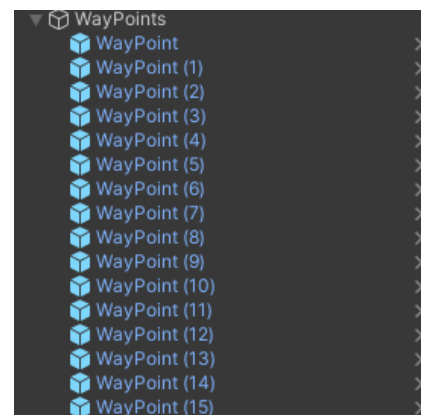 WayPoints
WayPoint
WayPoint (1)
WayPoint (2)
WayPoint (3)
WayPoint (4)
WayPoint (5)
WayPoint (6)
WayPoint (7)
WayPoint (8)
WayPoint (9)
WayPoint (10)
WayPoint (11)
WayPoint (12)
WayPoint (13)
WayPoint (14)
WayPoint (15)